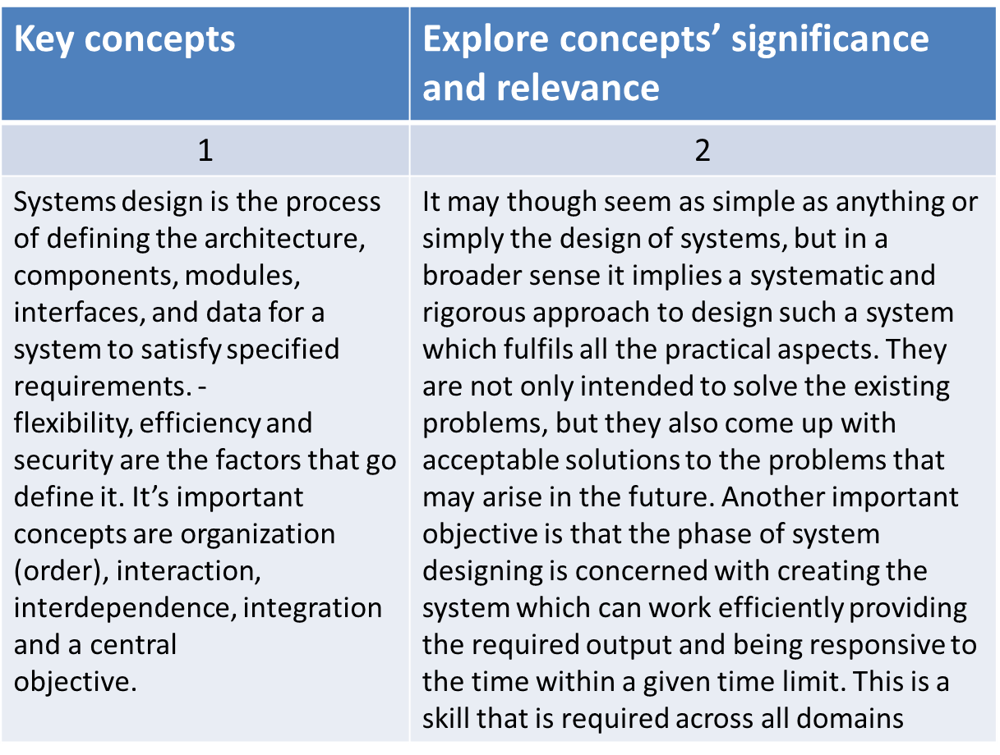 Key concepts
Explore concepts’ significance
and relevance
1
2
Systems design is the process
of defining the architecture,
components, modules,
interfaces, and data for a
system to satisfy specified
requirements. -
flexibility, efficiency and
security are the factors that go
define it. It’s important
concepts are organization
(order), interaction,
interdependence, integration
and a central
objective.
It may though seem as simple as anything or
simply the design of systems, but in a
broader sense it implies a systematic and
rigorous approach to design such a system
which fulfils all the practical aspects. They
are not only intended to solve the existing
problems, but they also come up with
acceptable solutions to the problems that
may arise in the future. Another important
objective is that the phase of system
designing is concerned with creating the
system which can work efficiently providing
the required output and being responsive to
the time within a given time limit. This is a
skill that is required across all domains